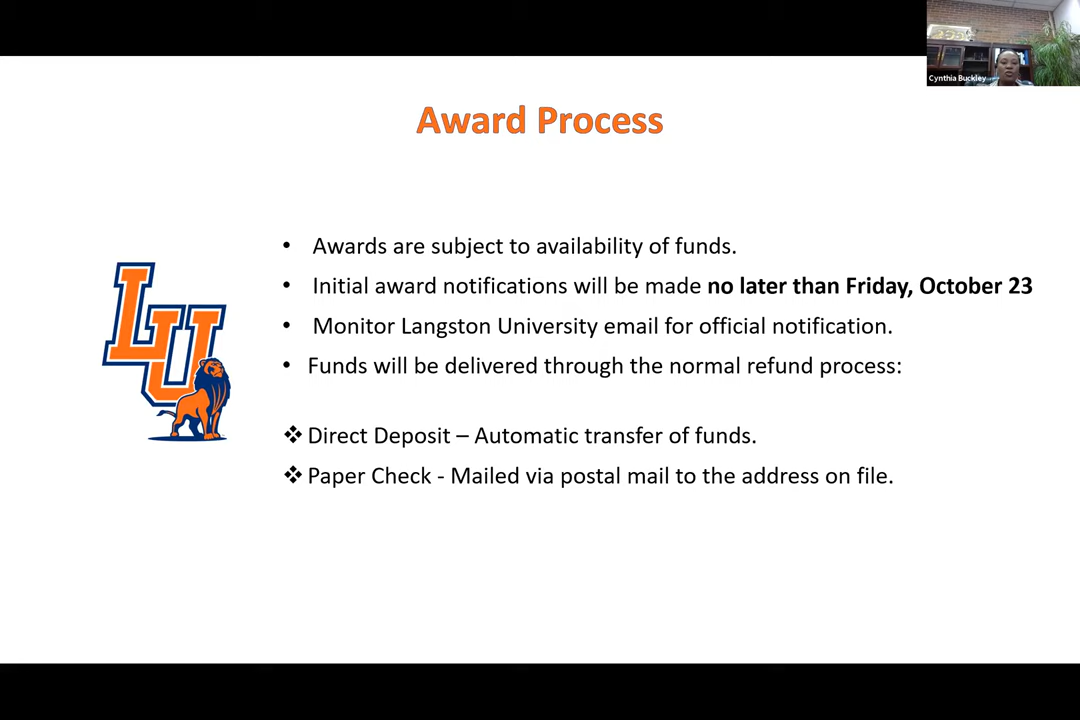 Cynthia Buckley
Award Process
• Awards are subject to availability of funds.
• Initial award notifications will be made no later than Friday, October 23
• Monitor Langston University email for official notification.
• Funds will be delivered through the normal refund process:
LU
❖ Direct Deposit – Automatic transfer of funds.
❖ Paper Check - Mailed via postal mail to the address on file.